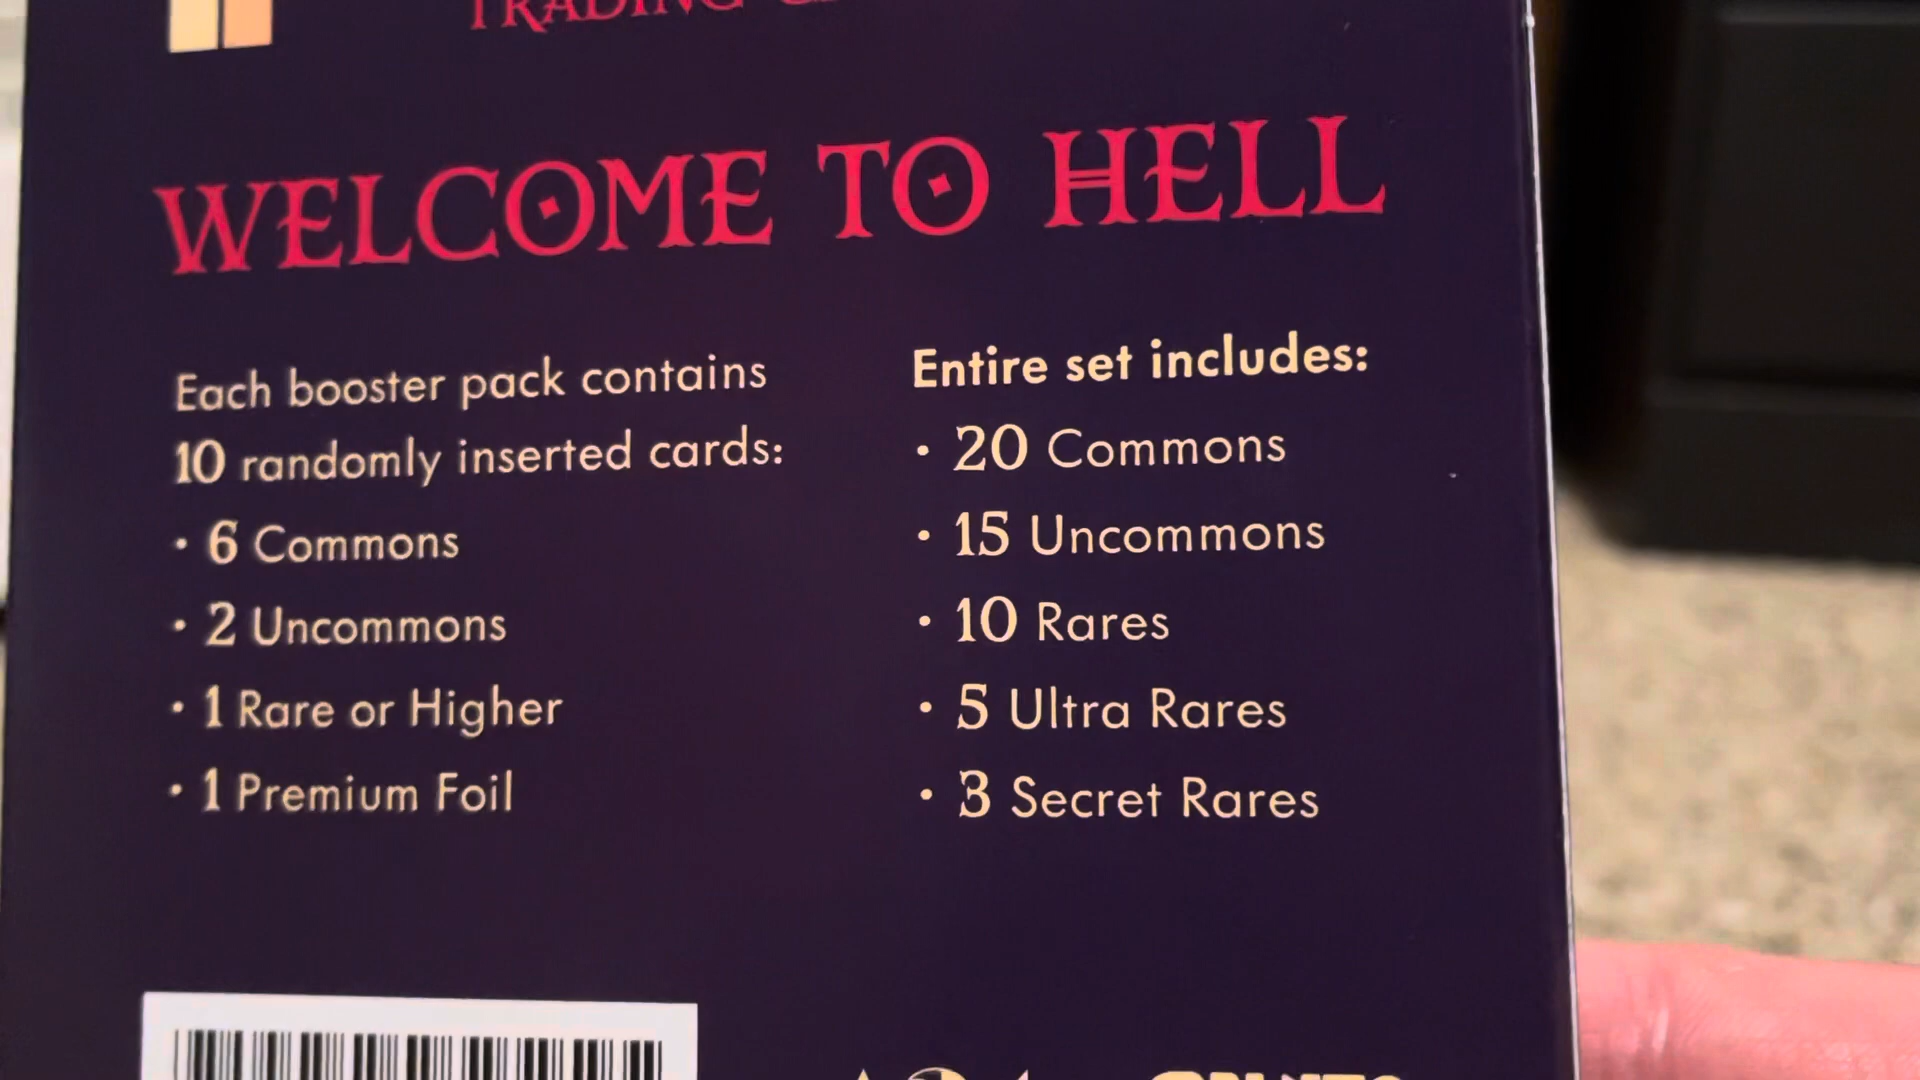 TRADING
WELCOME TO HELL
Each booster pack contains
10 randomly inserted cards:
• 6 Commons
• 2 Uncommons
• 1 Rare or Higher
• 1 Premium Foil
Entire set includes:
• 20 Commons
• 15 Uncommons
• 10 Rares
• 5 Ultra Rares
• 3 Secret Rares